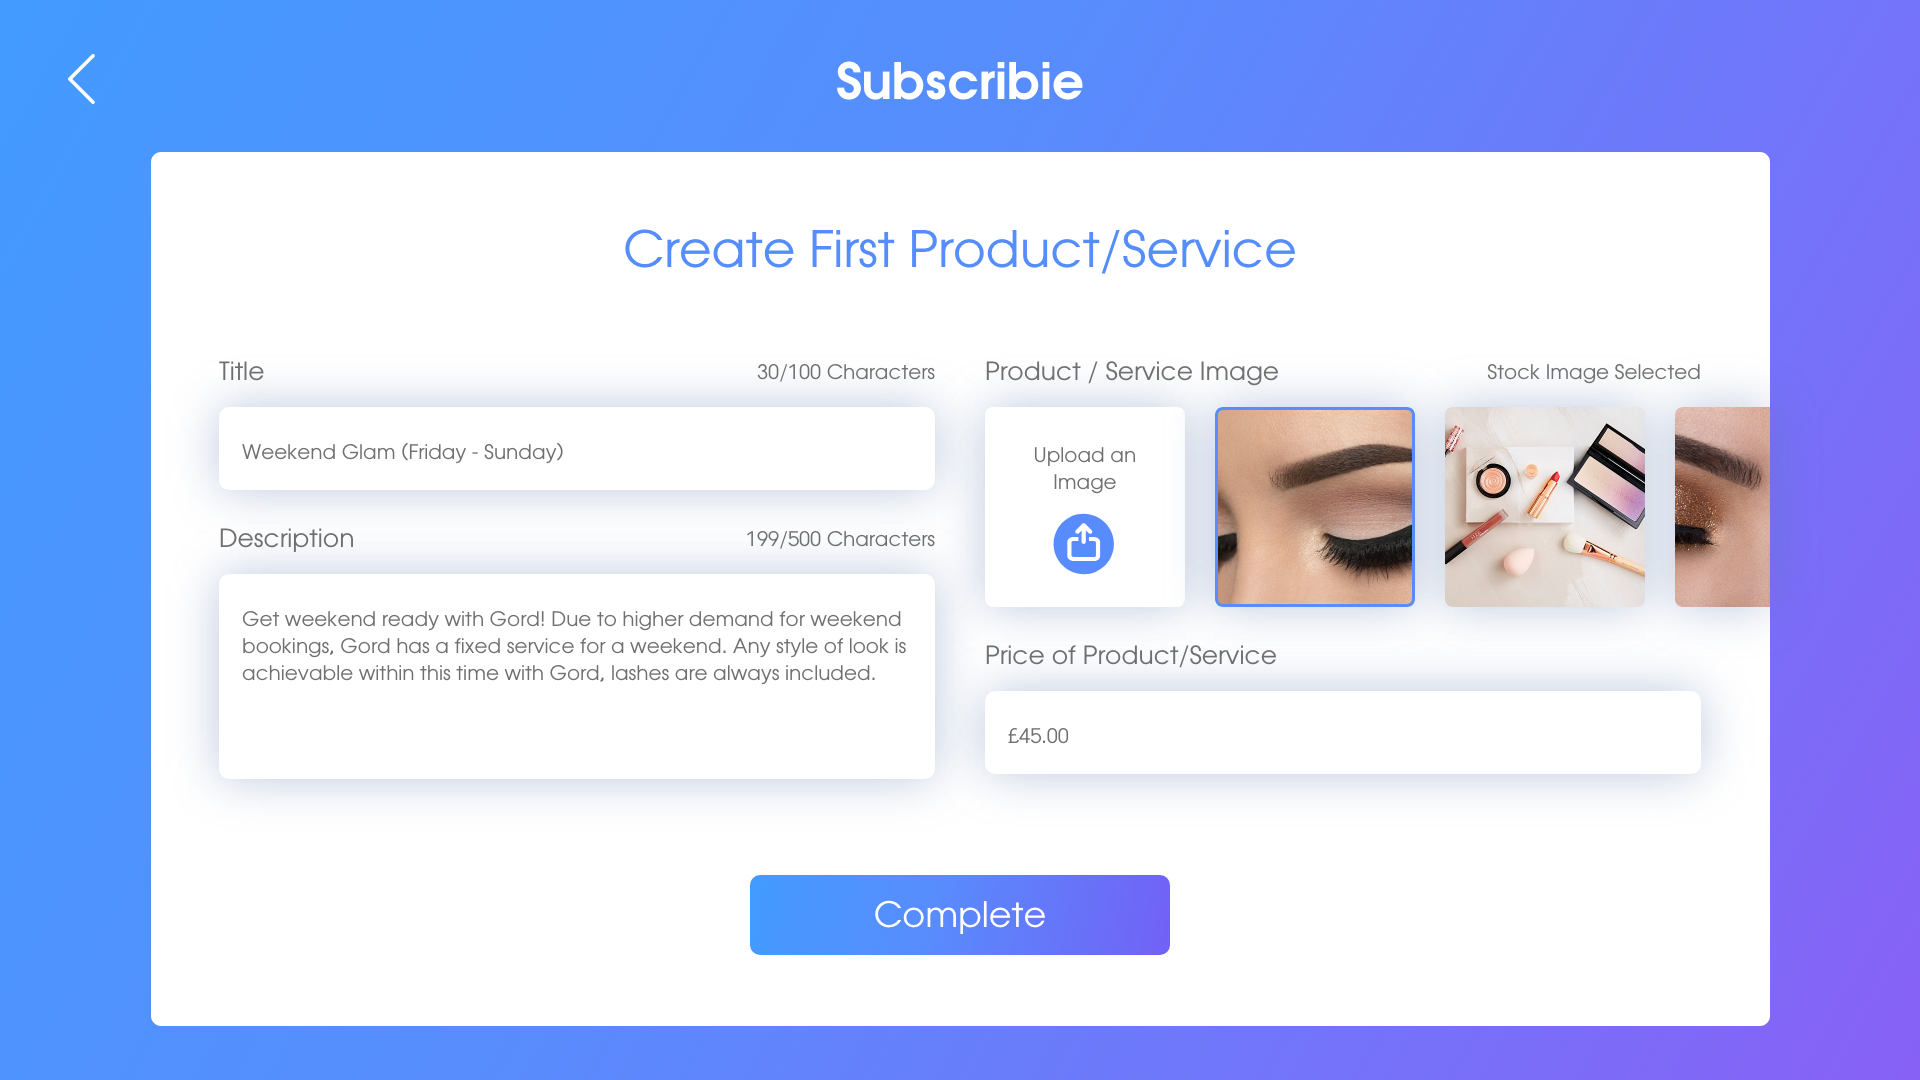 Subscribie
Create First Product/Service
Title
30/100 Characters
Weekend Glam (Friday - Sunday)
Description
199/500 Characters
Get weekend ready with Gord! Due to higher demand for weekend
bookings, Gord has a fixed service for a weekend. Any style of look is
achievable within this time with Gord, lashes are always included.
Product / Service Image
Stock Image Selected
Upload an
Image
Price of Product/Service
£45.00
Complete